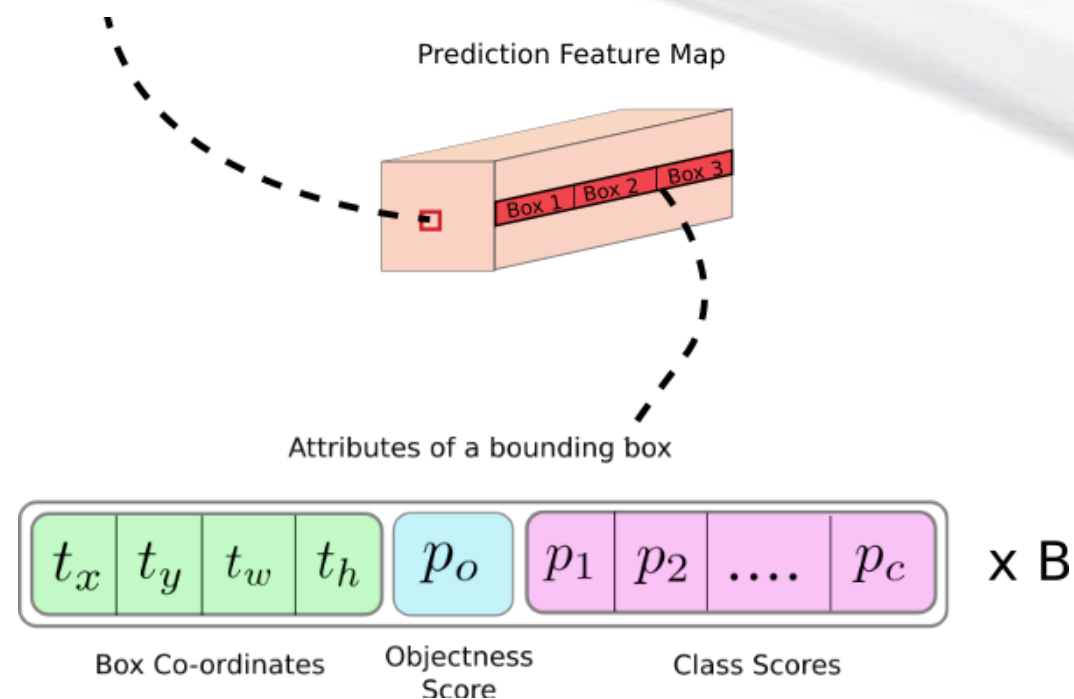 Prediction Feature Map
Box 1 Box 2 Box 3
Attributes of a bounding box
t_x t_y t_w t_h p_o p_1 p_2 .... p_c x B
Box Co-ordinates Objectness Score Class Scores